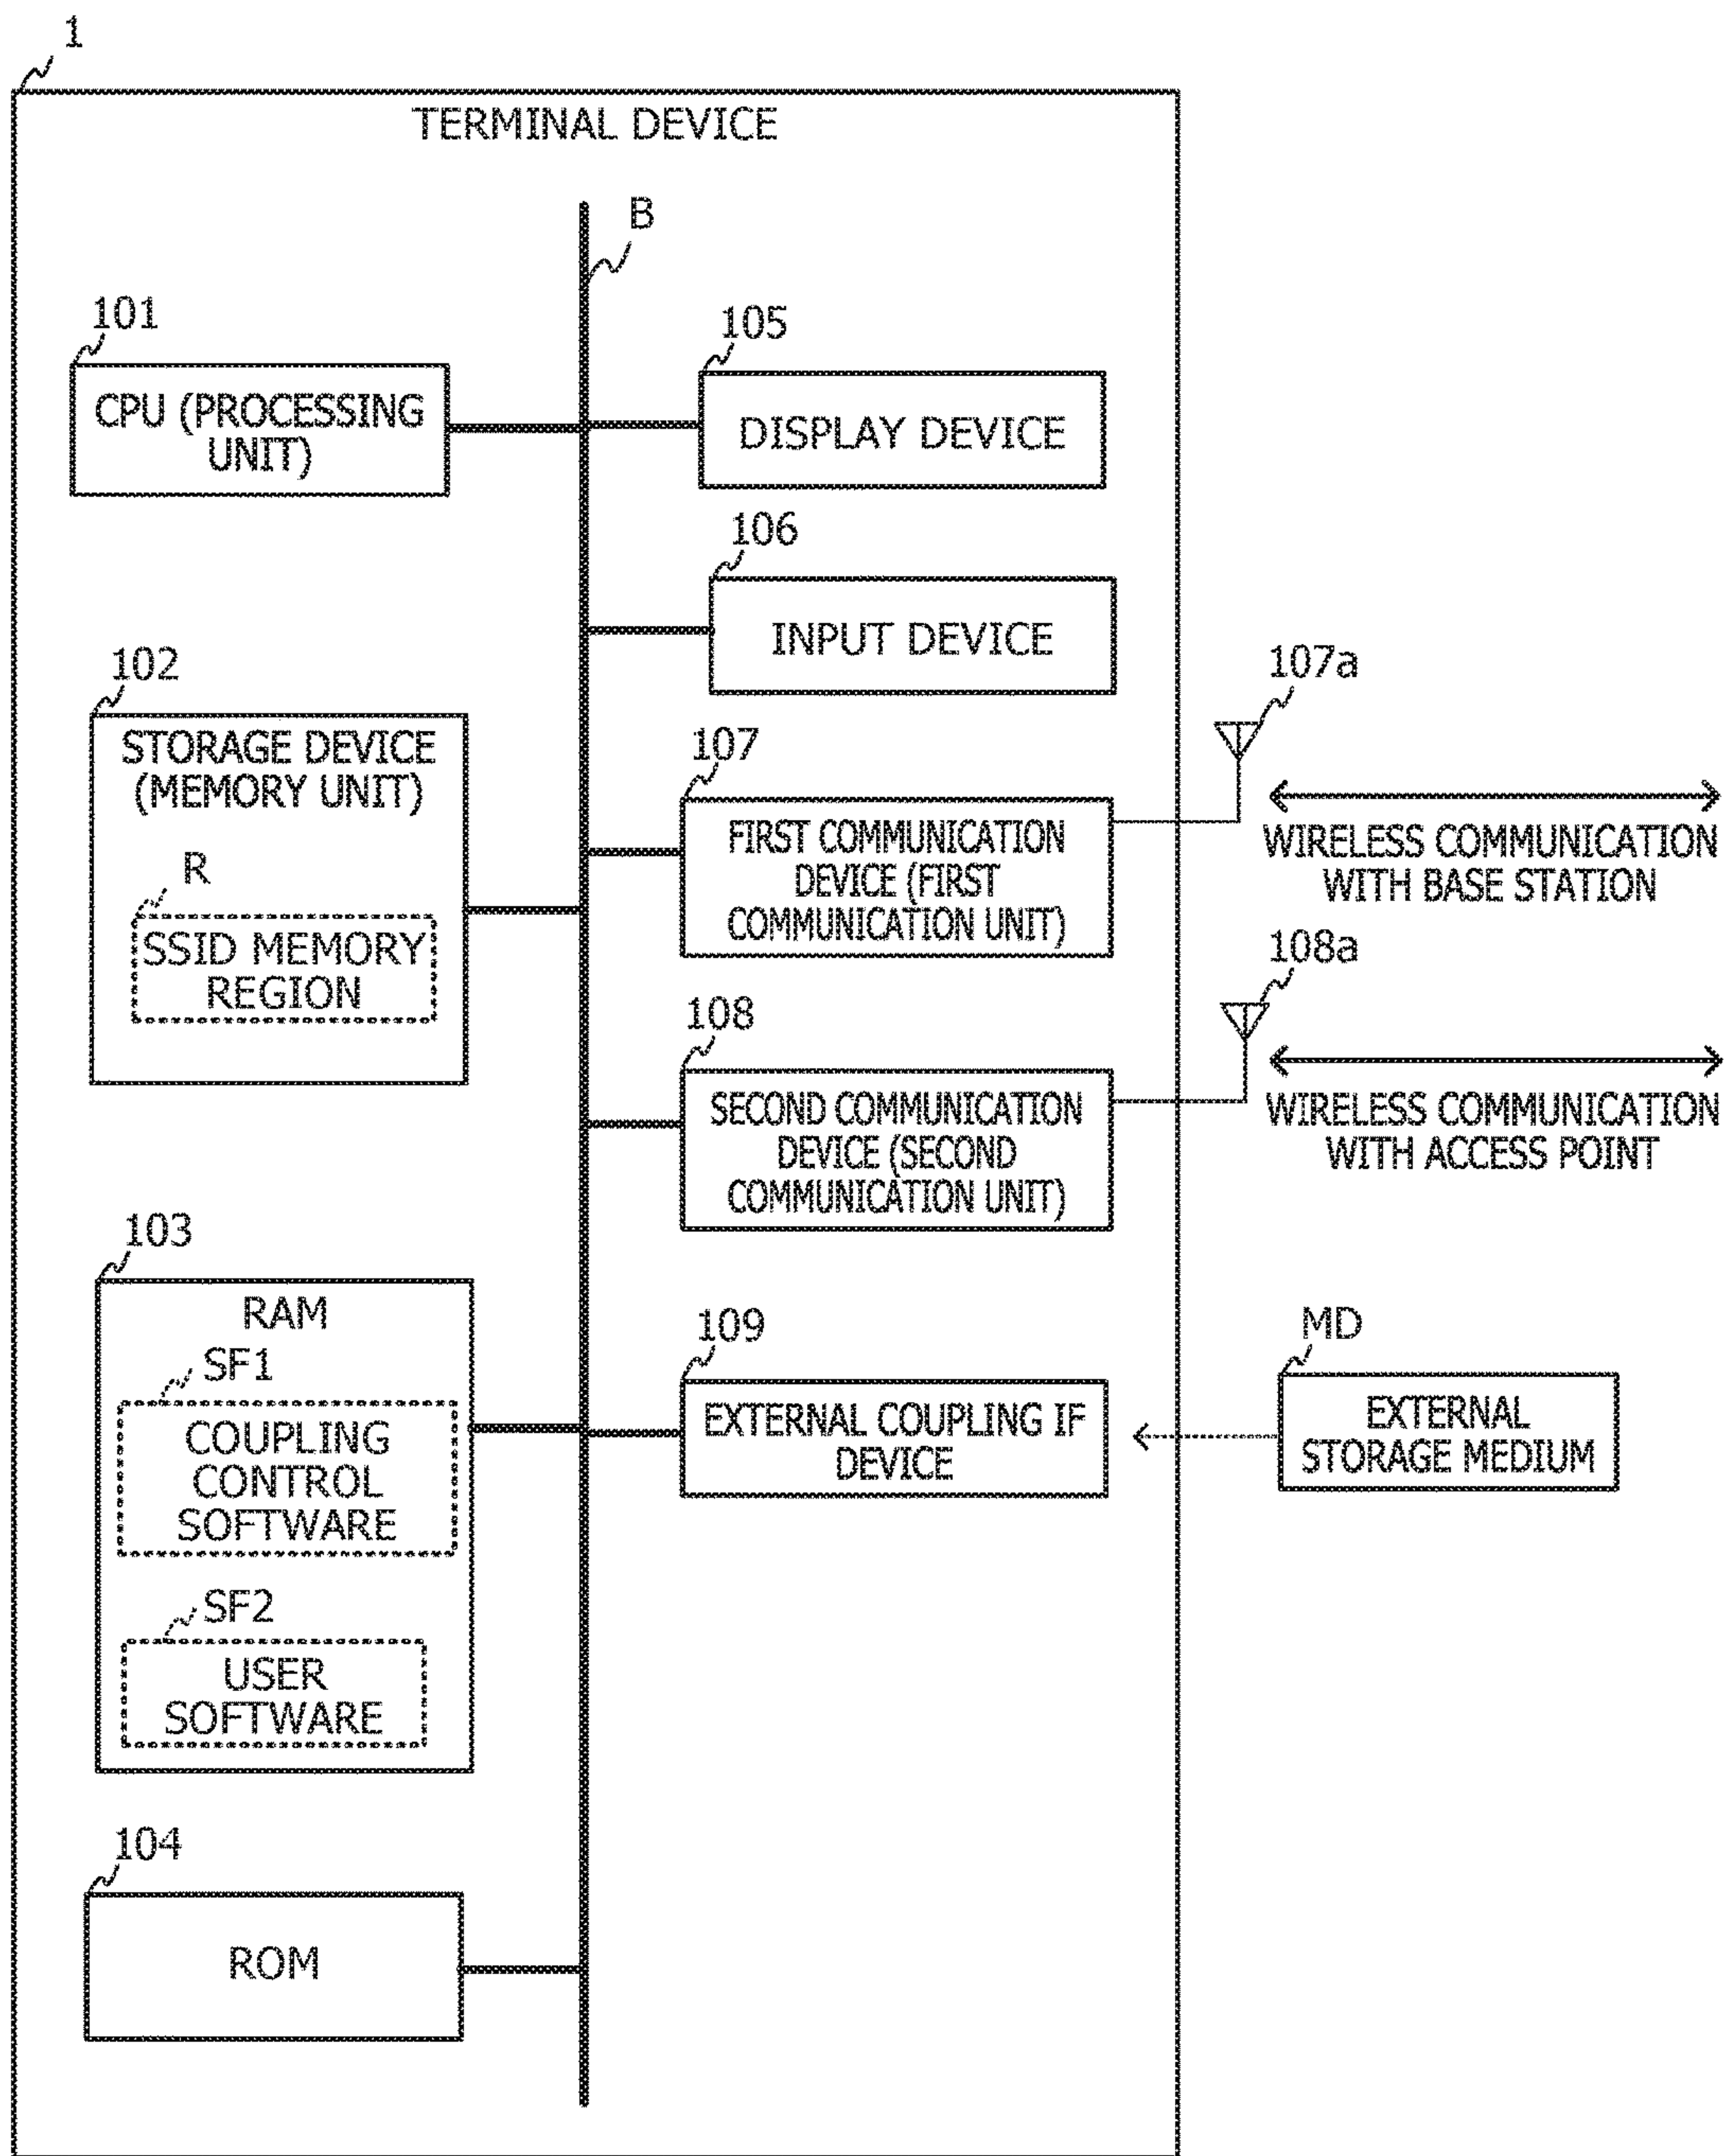 1
TERMINAL DEVICE
B
101
CPU (PROCESSING
UNIT)
105
DISPLAY DEVICE
106
INPUT DEVICE
102
STORAGE DEVICE
(MEMORY UNIT)
R
SSID MEMORY
REGION
107
FIRST COMMUNICATION
DEVICE (FIRST
COMMUNICATION UNIT)
107a
WIRELESS COMMUNICATION
WITH BASE STATION
108
SECOND COMMUNICATION
DEVICE (SECOND
COMMUNICATION UNIT)
108a
WIRELESS COMMUNICATION
WITH ACCESS POINT
103
RAM
SF1
COUPLING
CONTROL
SOFTWARE
SF2
USER
SOFTWARE
109
EXTERNAL COUPLING IF
DEVICE
MD
EXTERNAL
STORAGE MEDIUM
104
ROM